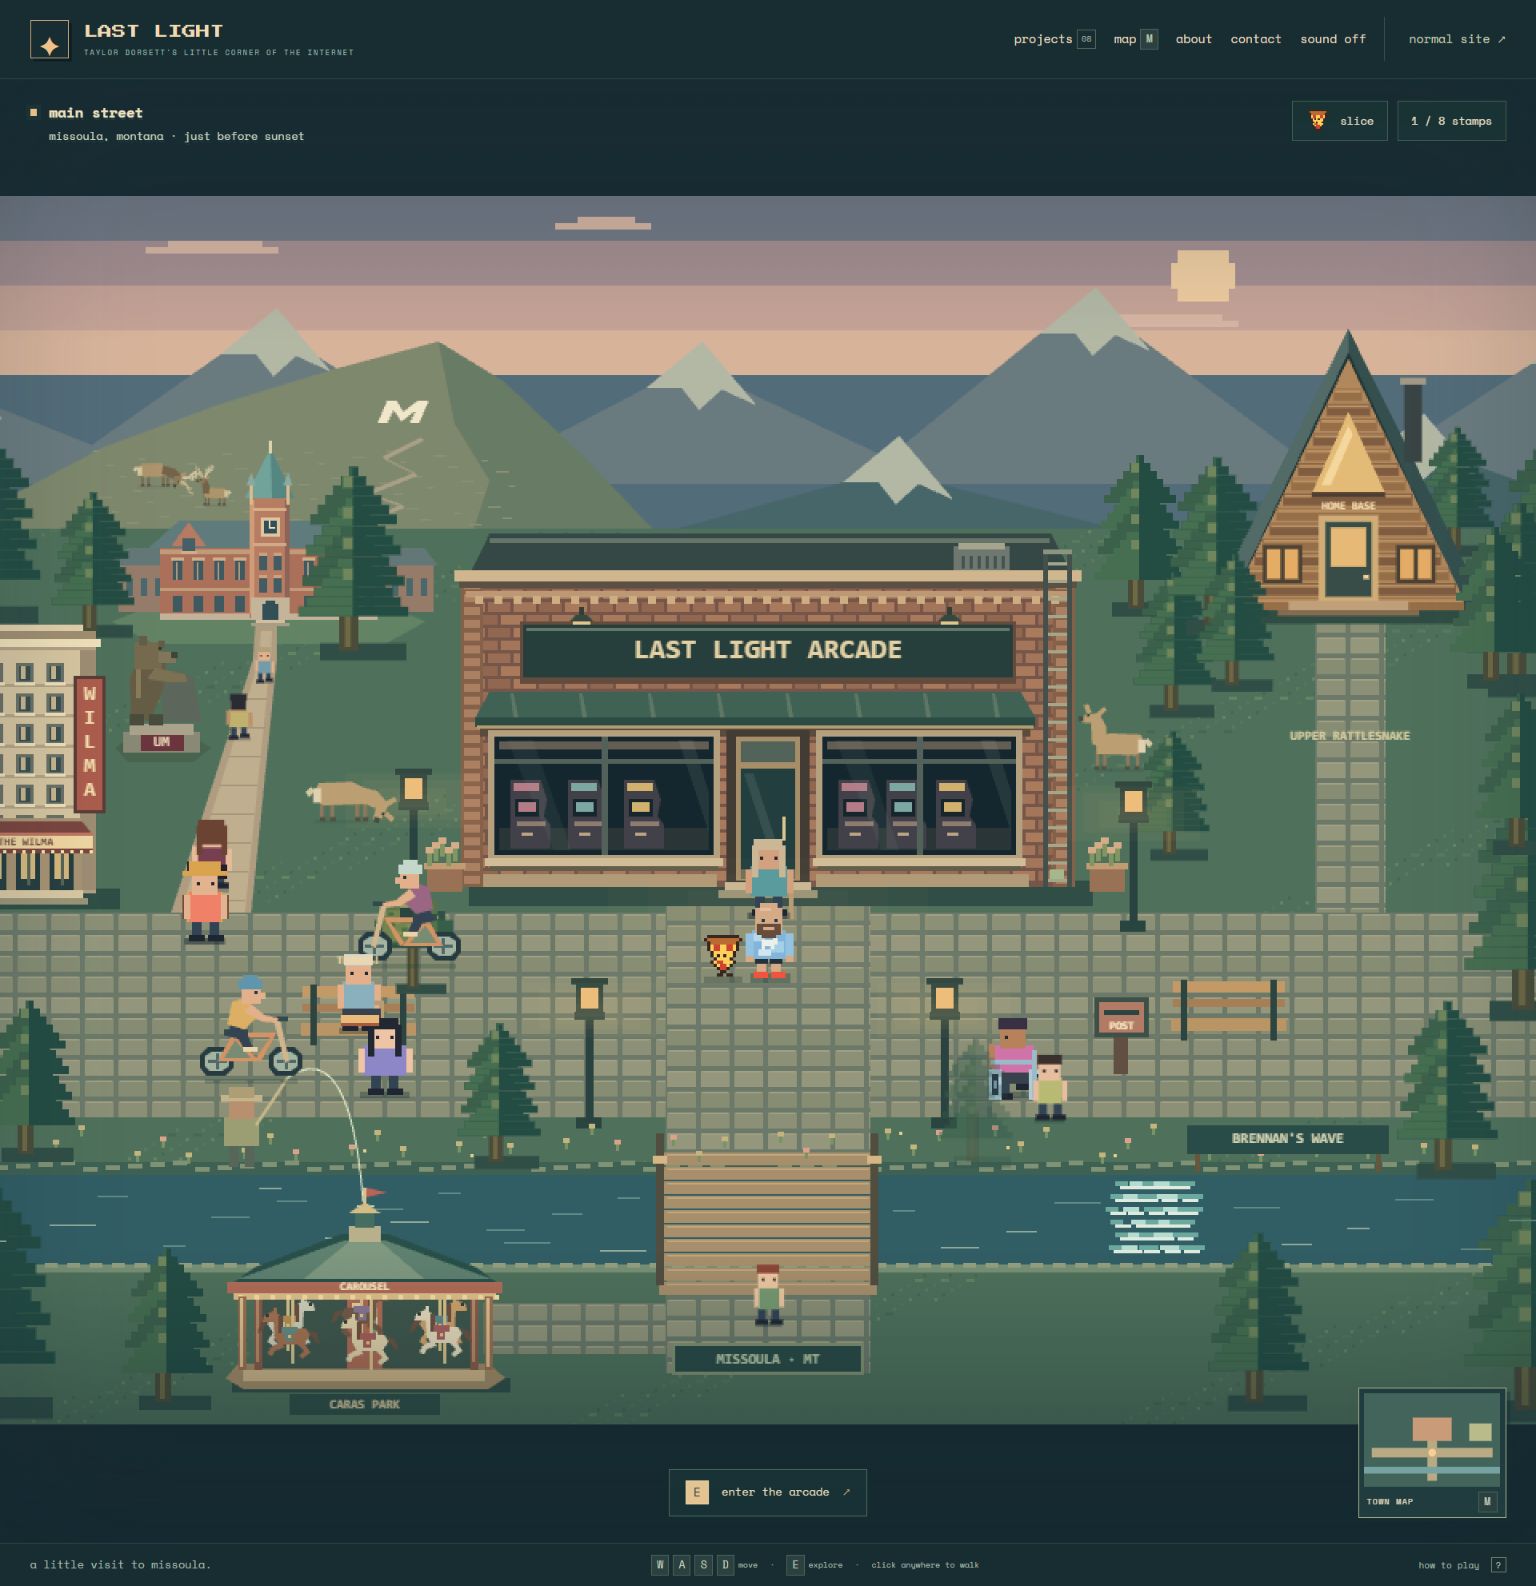 LAST LIGHT
TAYLOR DORSETT'S LITTLE CORNER OF THE INTERNET
projects 08 map M about contact sound off normal site ↗
main street
missoula, montana · just before sunset
slice
1 / 8 stamps
M
HOME BASE
LAST LIGHT ARCADE
WILMA
UM
THE WILMA
UPPER RATTLESNAKE
POST
BRENNAN'S WAVE
CAROUSEL
MISSOULA · MT
CARAS PARK
TOWN MAP M
E enter the arcade ↗
a little visit to missoula.
W A S D move · E explore · click anywhere to walk
how to play ?